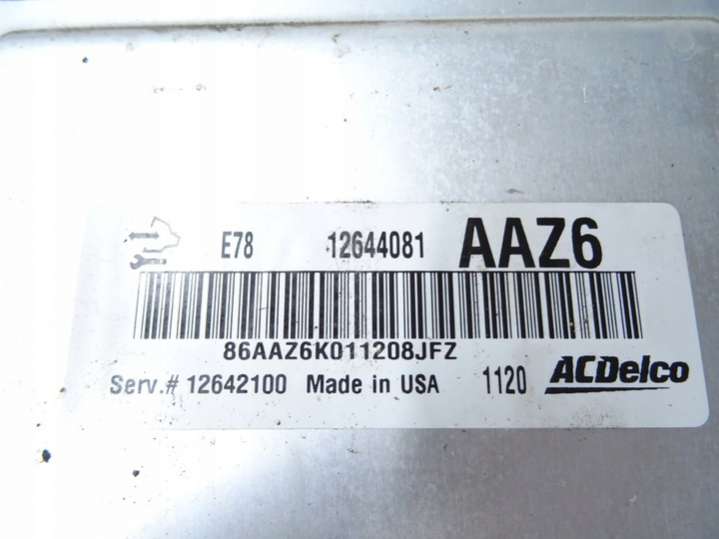 E78 12644081 AAZ6
86AAZ6K011208JFZ
Serv.# 12642100 Made in USA 1120 ACDelco